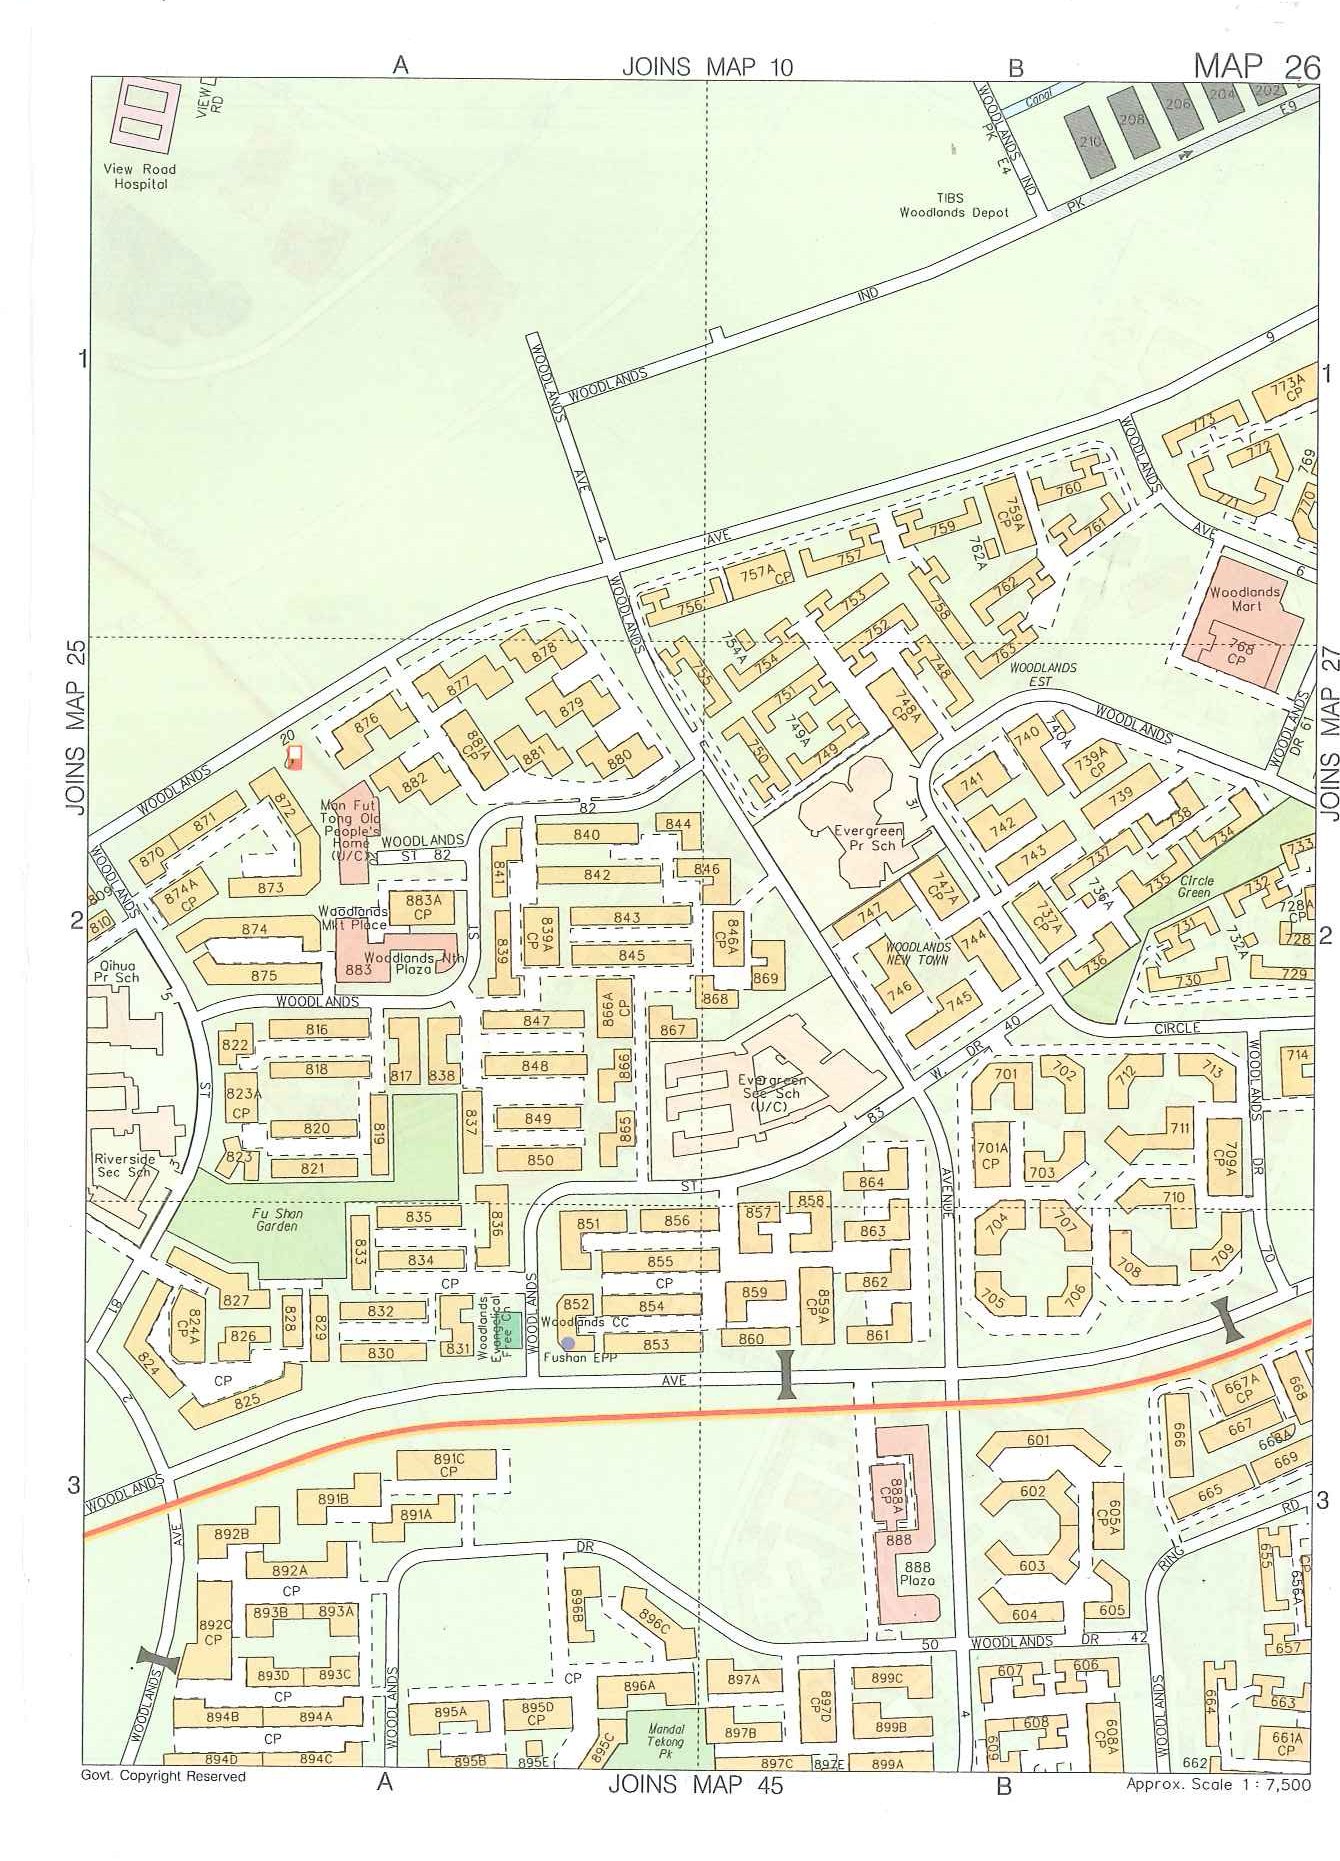 A
JOINS MAP 10
B
MAP 26
VIEW
RD
View Road
Hospital
WOODLANDS
IND
PK E4
Canal
210
208
206
204
202
E9
PK
TIBS
Woodlands Depot
IND
WOODLANDS
1
1
WOODLANDS
AVE
4
9
AVE
773A
CP
773
772
771
769
770
WOODLANDS
AVE
6
760
761
759A
CP
759
762A
762
763
757
757A CP
756
758
753
752
754A
754
755
751
749A
749
750
748
748A
CP
Woodlands
Mart
768
CP
WOODLANDS
EST
WOODLANDS
WOODLANDS
DR 61
JOINS MAP 25
JOINS MAP 27
WOODLANDS
878
877
879
876
881A
CP
881
880
882
20
WOODLANDS
82
872
871
870
873
874A
CP
874
875
Mon Fut
Tong Old
People's
Home
(U/C)
WOODLANDS
ST 82
883A
CP
Woodlands
Mkt Place
883
Woodlands Nth
Plaza
ST
WOODLANDS
WOODLANDS
809
810
Qihua
Pr Sch
2
2
840
844
842
846
841
843
839A
CP
845
839
846A
CP
869
868
867
866A
CP
847
848
866
849
850
865
Evergreen
Pr Sch
31
747
747A
CP
WOODLANDS
NEW TOWN
746
745
744
741
742
743
740
740A
739A
CP
739
738
737
736A
737A
CP
736
735
734
Circle
Green
733
732
731
732A
730
728A
CP
728
729
CIRCLE
DR
40
W.
Evergreen
Sec Sch
(U/C)
83
ST
816
822
818
817
838
823A
CP
820
819
837
823
821
ST
Riverside
Sec Sch
Fu Shan
Garden
835
836
833
834
CP
832
831
830
827
826
828
829
824A
CP
824
CP
825
81
2
Woodlands
Evangelical
Free Ch
WOODLANDS
851
856
855
CP
852
854
Woodlands CC
853
Fushan EPP
857
858
864
863
862
859
859A
CP
860
861
AVENUE
701
702
712
713
714
701A
CP
703
711
709A
CP
710
704
707
705
706
708
709
WOODLANDS
DR
70
7
AVE
WOODLANDS
AVE
3
3
891C
CP
891B
891A
892B
892A
CP
893B
893A
892C
CP
893D
893C
CP
894B
894A
CP
894D
894C
WOODLANDS
WOODLANDS
DR
896B
896C
CP
896A
895A
895D
CP
895B
895E
895C
Mandai
Tekong
Pk
897A
897B
897C
897D
CP
897E
899C
899B
899A
888A
CP
888
888
Plaza
50
WOODLANDS DR 42
4
601
602
603
604
605
605A
CP
606
607
608
609
608A
CP
WOODLANDS
RING
RD
666
667A
CP
667
668
668A
669
665
655
656A
CP
657
664
663
661A
CP
662
Govt. Copyright Reserved
A
JOINS MAP 45
B
Approx. Scale 1 : 7,500